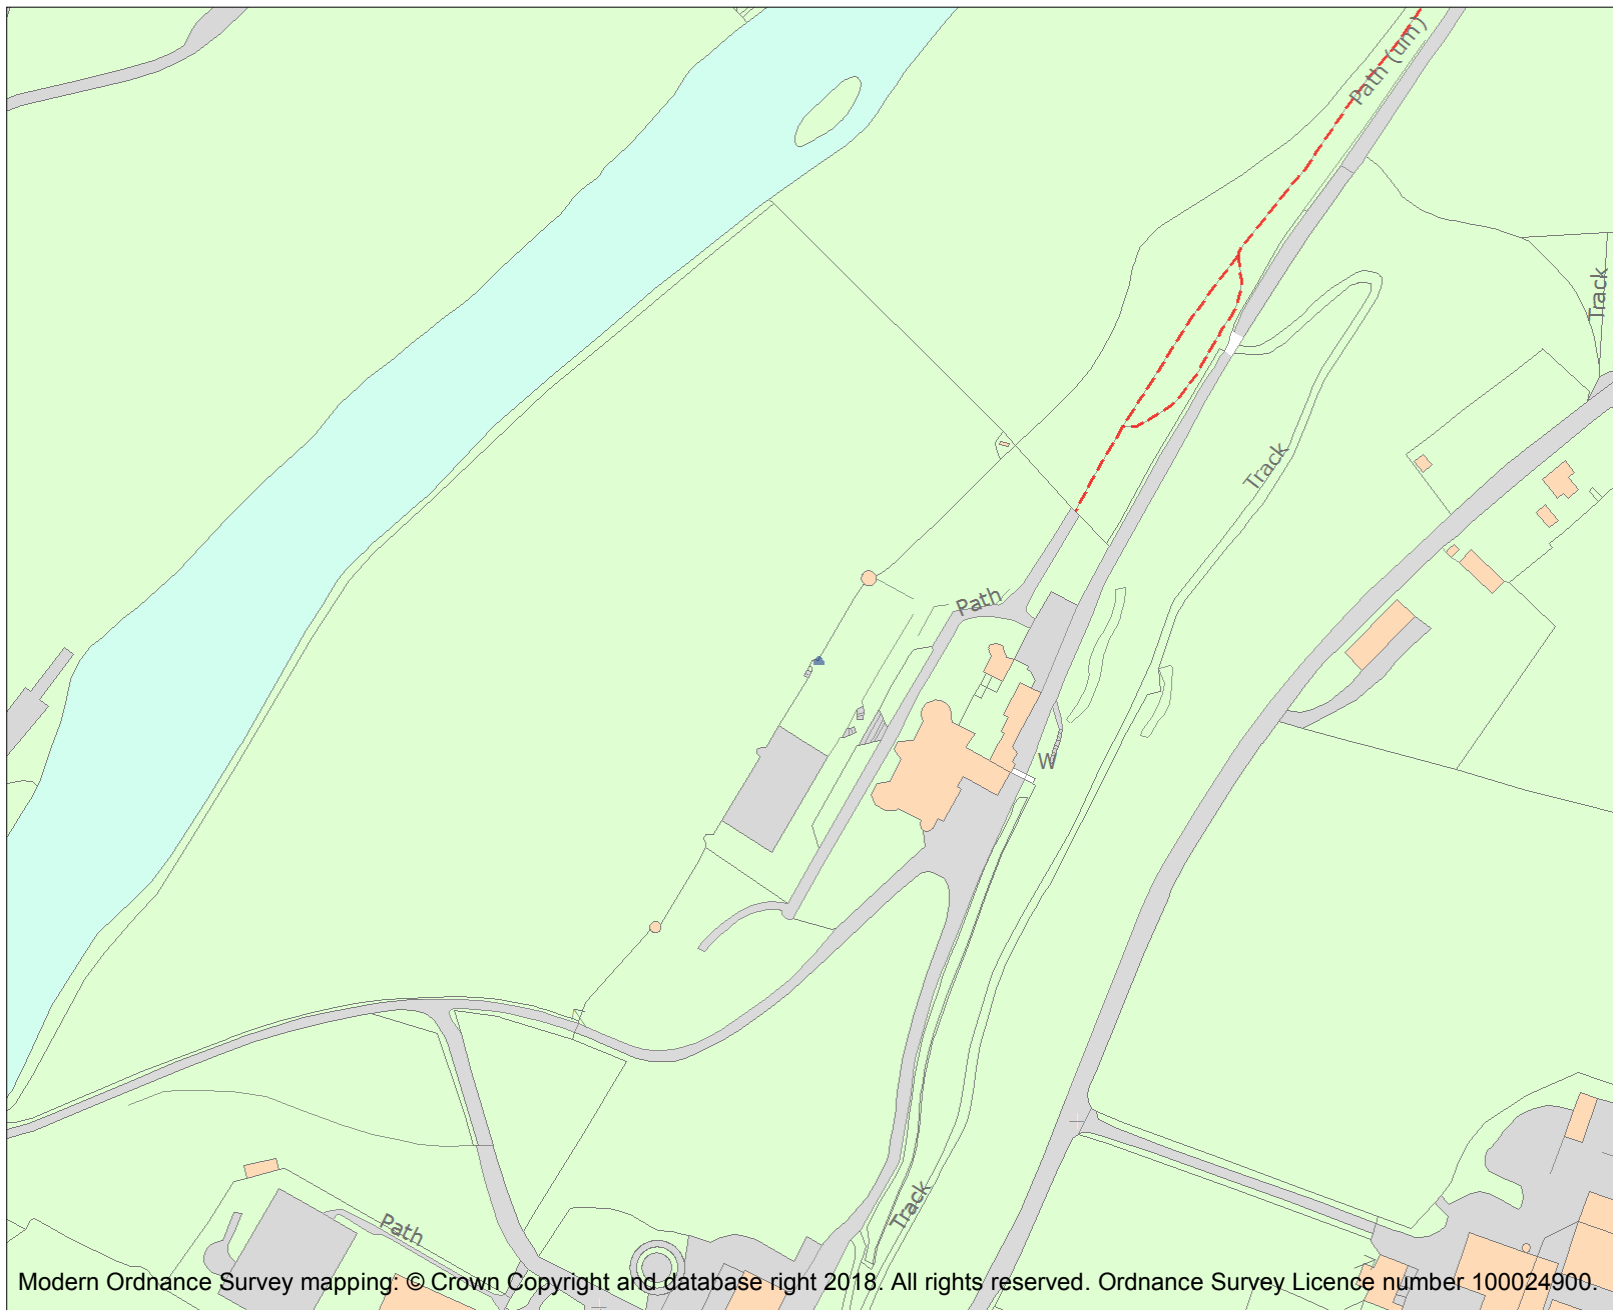 Path (um)
Track
Track
Path
W
Track
Path
Modern Ordnance Survey mapping: © Crown Copyright and database right 2018. All rights reserved. Ordnance Survey Licence number 100024900.